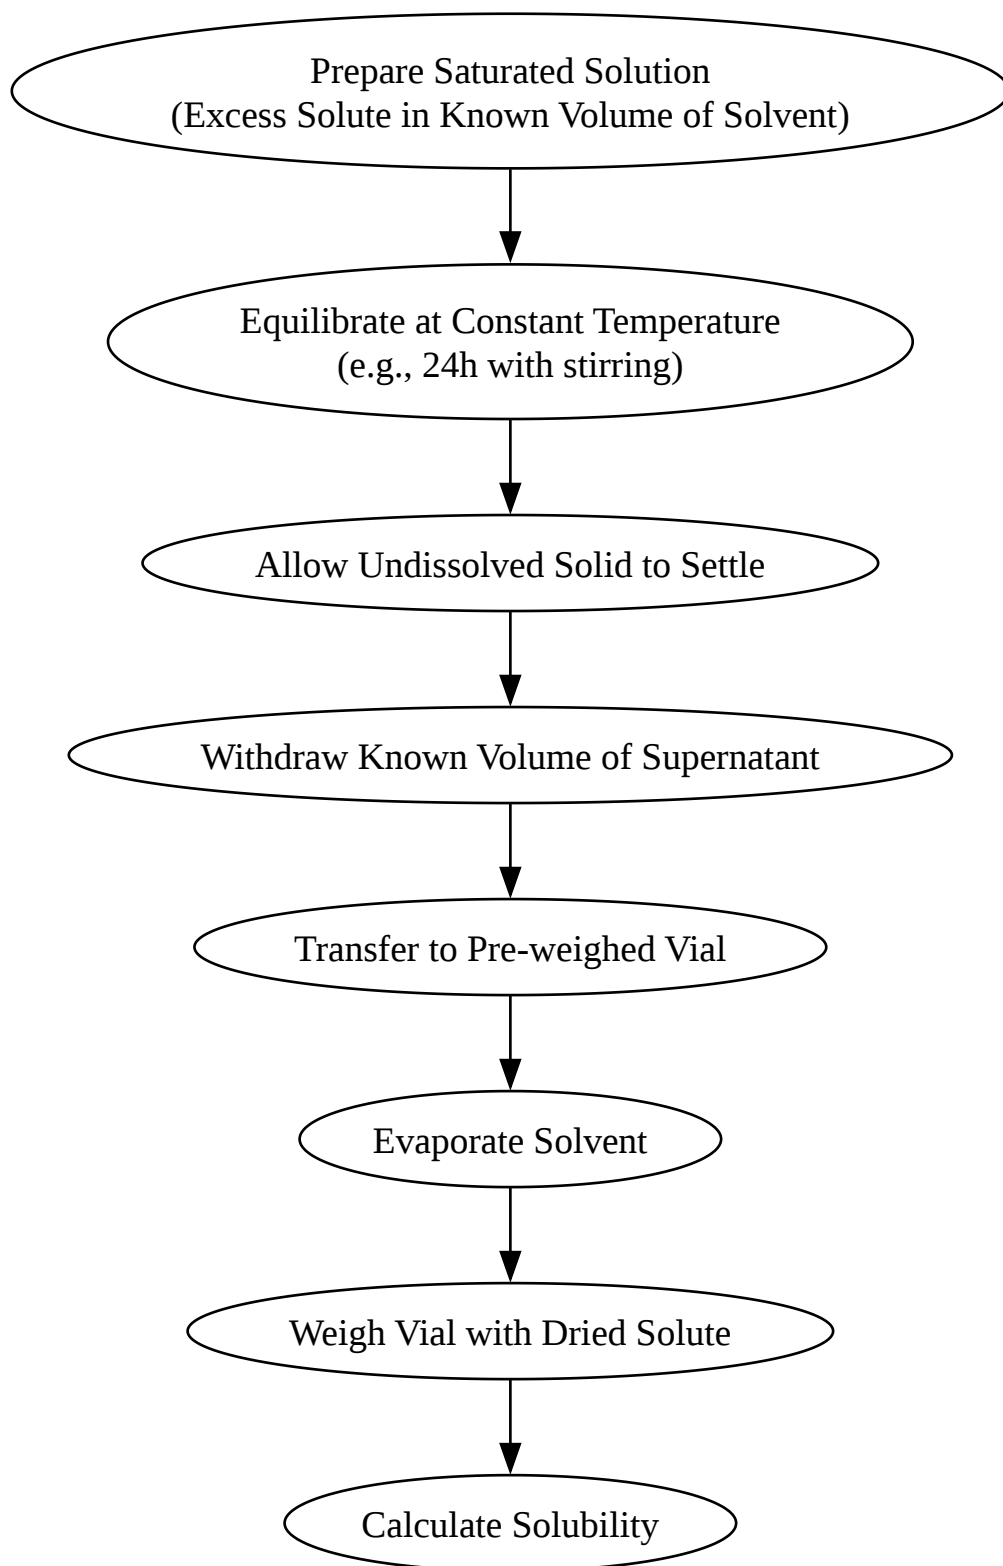 Prepare Saturated Solution
(Excess Solute in Known Volume of Solvent)
Equilibrate at Constant Temperature
(e.g., 24h with stirring)
Allow Undissolved Solid to Settle
Withdraw Known Volume of Supernatant
Transfer to Pre-weighed Vial
Evaporate Solvent
Weigh Vial with Dried Solute
Calculate Solubility